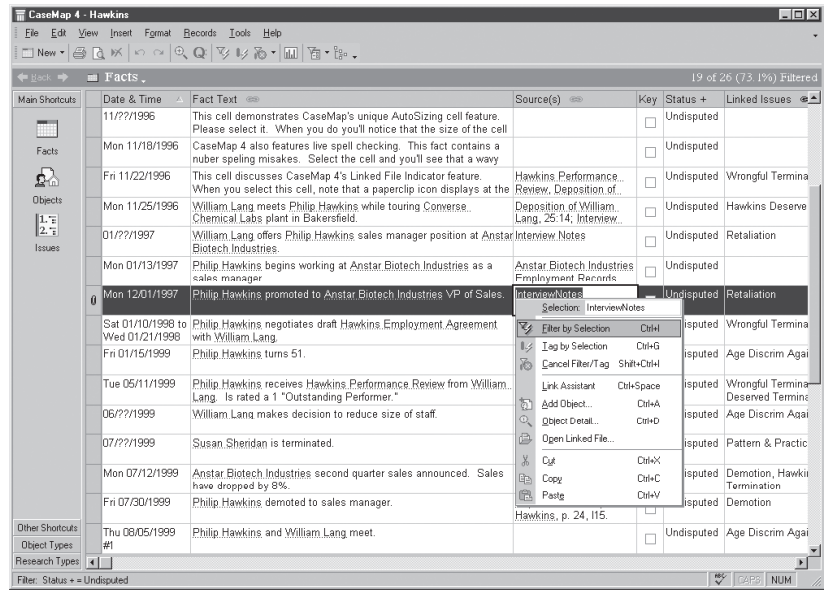 CaseMap 4 - Hawkins
File Edit View Insert Format Records Tools Help
New
Back Facts 19 of 26 (73.1%) Filtered
Main Shortcuts Date & Time Fact Text Source(s) Key Status + Linked Issues
Facts
Objects
Issues
11/??/1996 This cell demonstrates CaseMap's unique AutoSizing cell feature. Undisputed
Please select it. When you do you'll notice that the size of the cell
Mon 11/18/1996 CaseMap 4 also features live spell checking. This fact contains a Undisputed
nuber speling misakes. Select the cell and you'll see that a wavy
Fri 11/22/1996 This cell discusses CaseMap 4's Linked File Indicator feature. Hawkins Performance Undisputed Wrongful Termina
When you select this cell, note that a paperclip icon displays at the Review, Deposition of
Mon 11/25/1996 William Lang meets Philip Hawkins while touring Converse Deposition of William Undisputed Hawkins Deserve
Chemical Labs plant in Bakersfield. Lang, 25:14; Interview
01/??/1997 William Lang offers Philip Hawkins sales manager position at Anstar Interview Notes Undisputed Retaliation
Biotech Industries.
Mon 01/13/1997 Philip Hawkins begins working at Anstar Biotech Industries as a Anstar Biotech Industries Undisputed
sales manager Employment Records
Mon 12/01/1997 Philip Hawkins promoted to Anstar Biotech Industries VP of Sales. InterviewNotes Undisputed Retaliation
Sat 01/10/1998 to Philip Hawkins negotiates draft Hawkins Employment Agreement isputed Wrongful Termina
Wed 01/21/1998 with William Lang.
Fri 01/15/1999 Philip Hawkins turns 51. isputed Age Discrim Agai
Tue 05/11/1999 Philip Hawkins receives Hawkins Performance Review from William isputed Wrongful Termina
Lang. Is rated a 1 "Outstanding Performer." Deserved Termina
06/??/1999 William Lang makes decision to reduce size of staff. isputed Age Discrim Agai
07/??/1999 Susan Sheridan is terminated. isputed Pattern & Practic
Mon 07/12/1999 Anstar Biotech Industries second quarter sales announced. Sales isputed Demotion, Hawki
have dropped by 8%. Termination
Fri 07/30/1999 Philip Hawkins demoted to sales manager. isputed Demotion
Hawkins, p. 24, l15.
Thu 08/05/1999 Philip Hawkins and William Lang meet. Undisputed Age Discrim Agai
#1
Selection: InterviewNotes
Filter by Selection Ctrl+I
Tag by Selection Ctrl+G
Cancel Filter/Tag Shift+Ctrl+I
Link Assistant Ctrl+Space
Add Object... Ctrl+A
Object Detail... Ctrl+D
Open Linked File...
Cut Ctrl+X
Copy Ctrl+C
Paste Ctrl+V
Other Shortcuts
Object Types
Research Types
Filter: Status + = Undisputed CAPS NUM